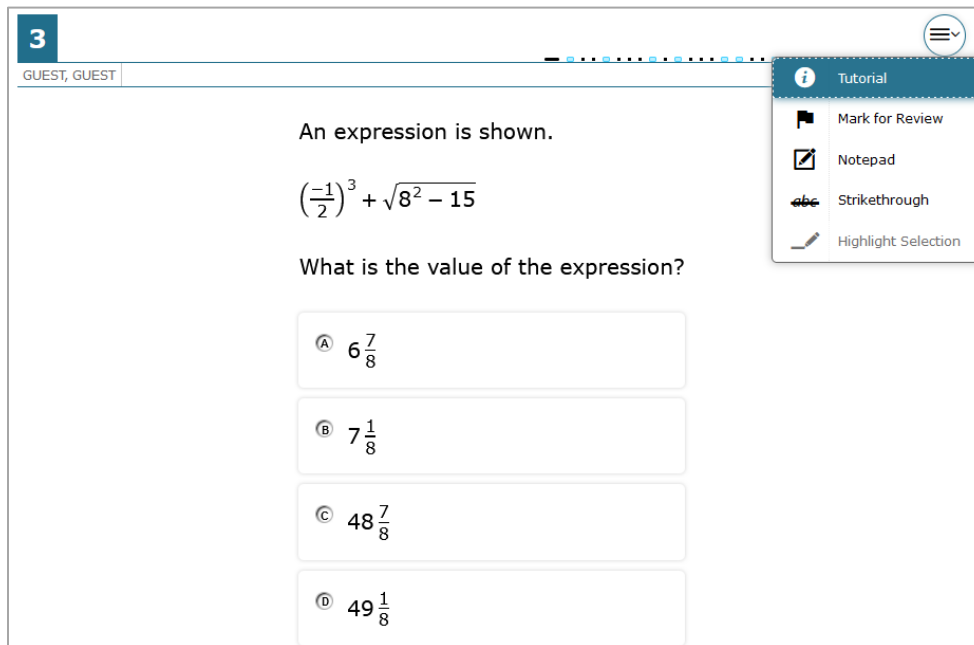 3
GUEST, GUEST
Tutorial
Mark for Review
Notepad
abc Strikethrough
Highlight Selection
An expression is shown.
(-1/2)³ + √(8² – 15)
What is the value of the expression?
A 6 7/8
B 7 1/8
C 48 7/8
D 49 1/8